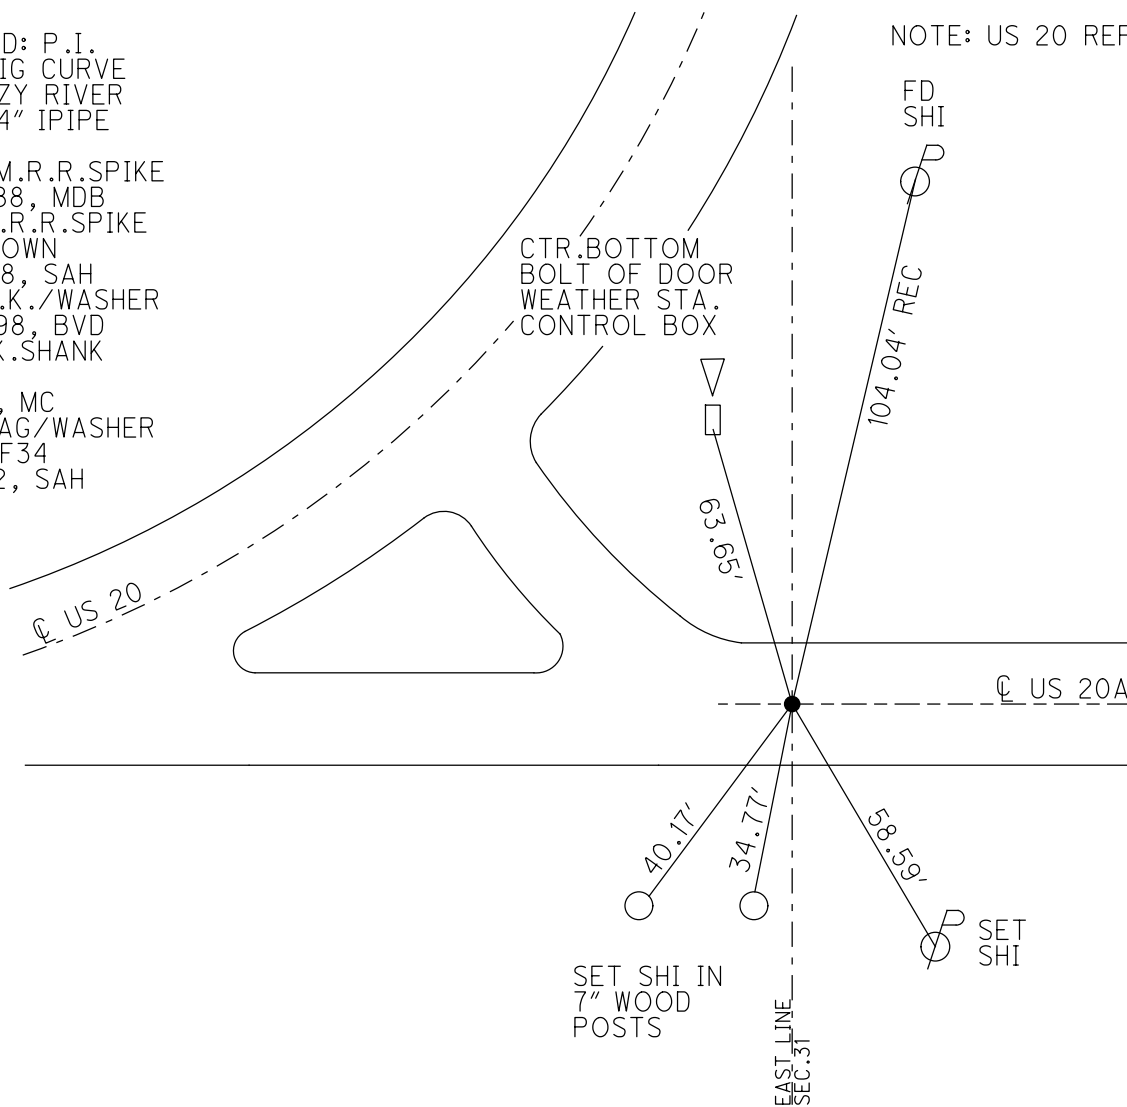 D: P.I.
IG CURVE
ZY RIVER
4" IPIPE
M.R.R.SPIKE
38, MDB
.R.R.SPIKE
OWN
8, SAH
.K./WASHER
98, BVD
K.SHANK
, MC
AG/WASHER
F34
2, SAH
NOTE: US 20 REF
FD
SHI
CTR.BOTTOM
BOLT OF DOOR
WEATHER STA.
CONTROL BOX
104.04' REC
63.65'
℄ US 20
℄ US 20A
40.17'
34.77'
58.59'
SET
SHI
SET SHI IN
7" WOOD
POSTS
EAST LINE
SEC.31